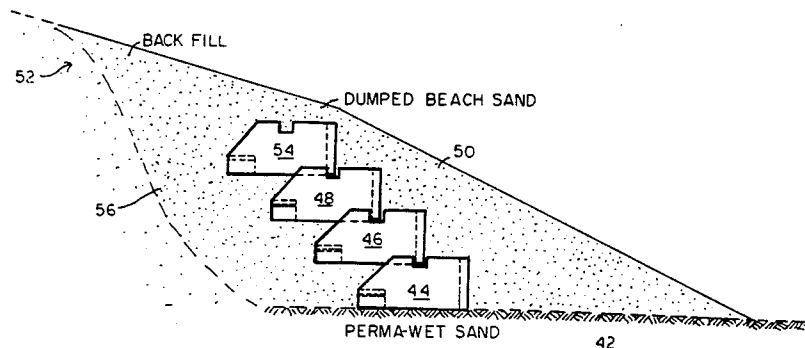 BACK FILL
52
DUMPED BEACH SAND
54
50
48
56
46
44
PERMA-WET SAND
42